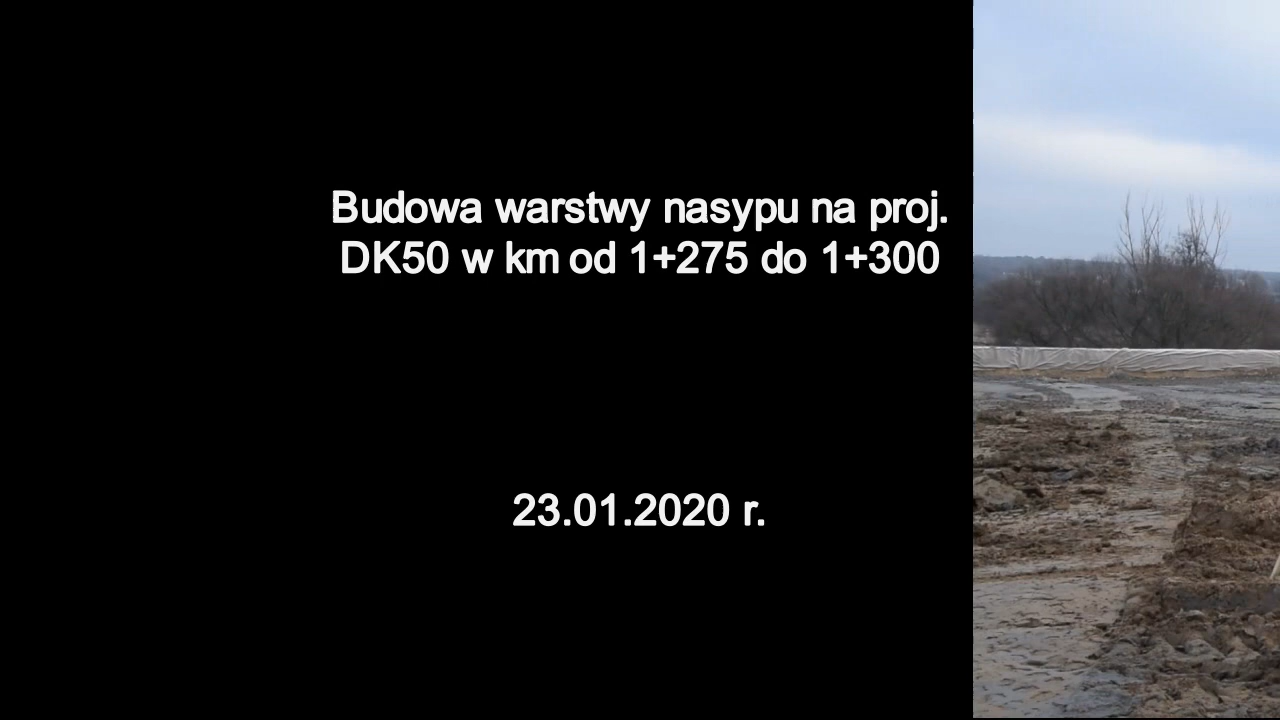 Budowa warstwy nasypu na proj.
DK50 w km od 1+275 do 1+300
23.01.2020 r.